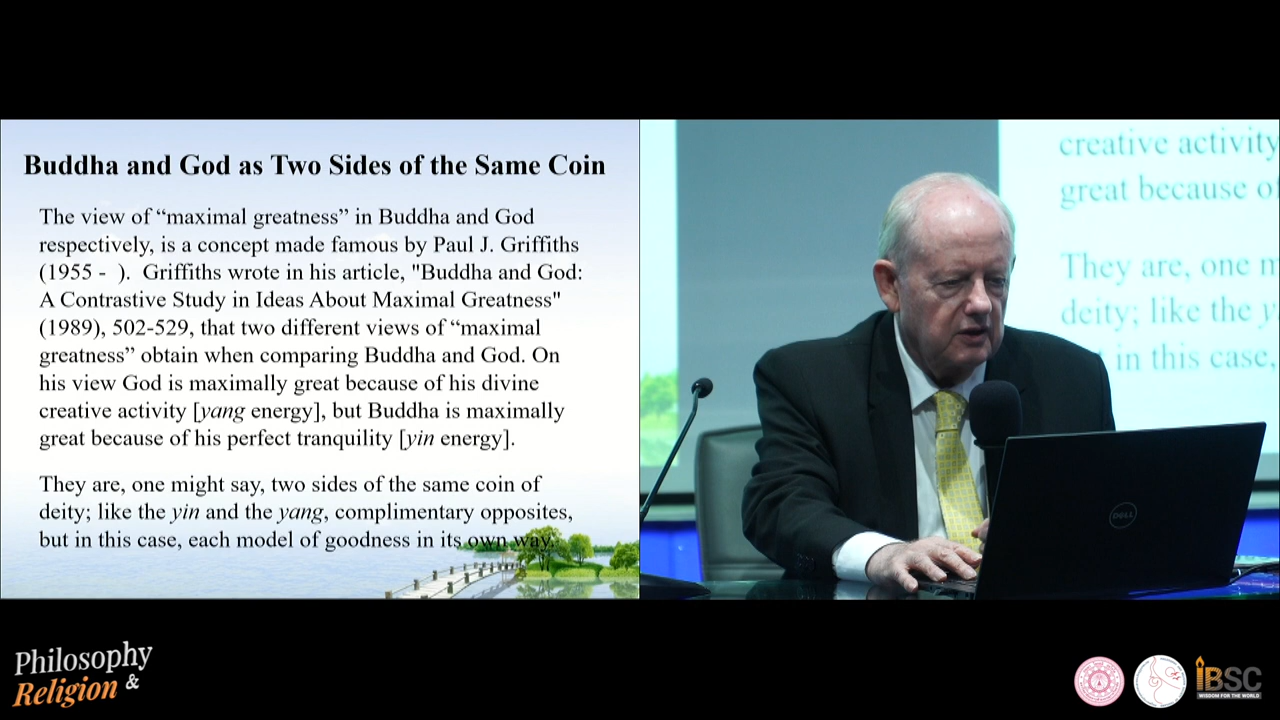 Buddha and God as Two Sides of the Same Coin
The view of “maximal greatness” in Buddha and God
respectively, is a concept made famous by Paul J. Griffiths
(1955 - ).  Griffiths wrote in his article, "Buddha and God:
A Contrastive Study in Ideas About Maximal Greatness"
(1989), 502-529, that two different views of “maximal
greatness” obtain when comparing Buddha and God. On
his view God is maximally great because of his divine
creative activity [yang energy], but Buddha is maximally
great because of his perfect tranquility [yin energy].
They are, one might say, two sides of the same coin of
deity; like the yin and the yang, complimentary opposites,
but in this case, each model of goodness in its own way.
creative activity
great because of
They are, one m
deity; like the y
in this case,
DELL
Philosophy
Religion &
IBSC
WISDOM FOR THE WORLD